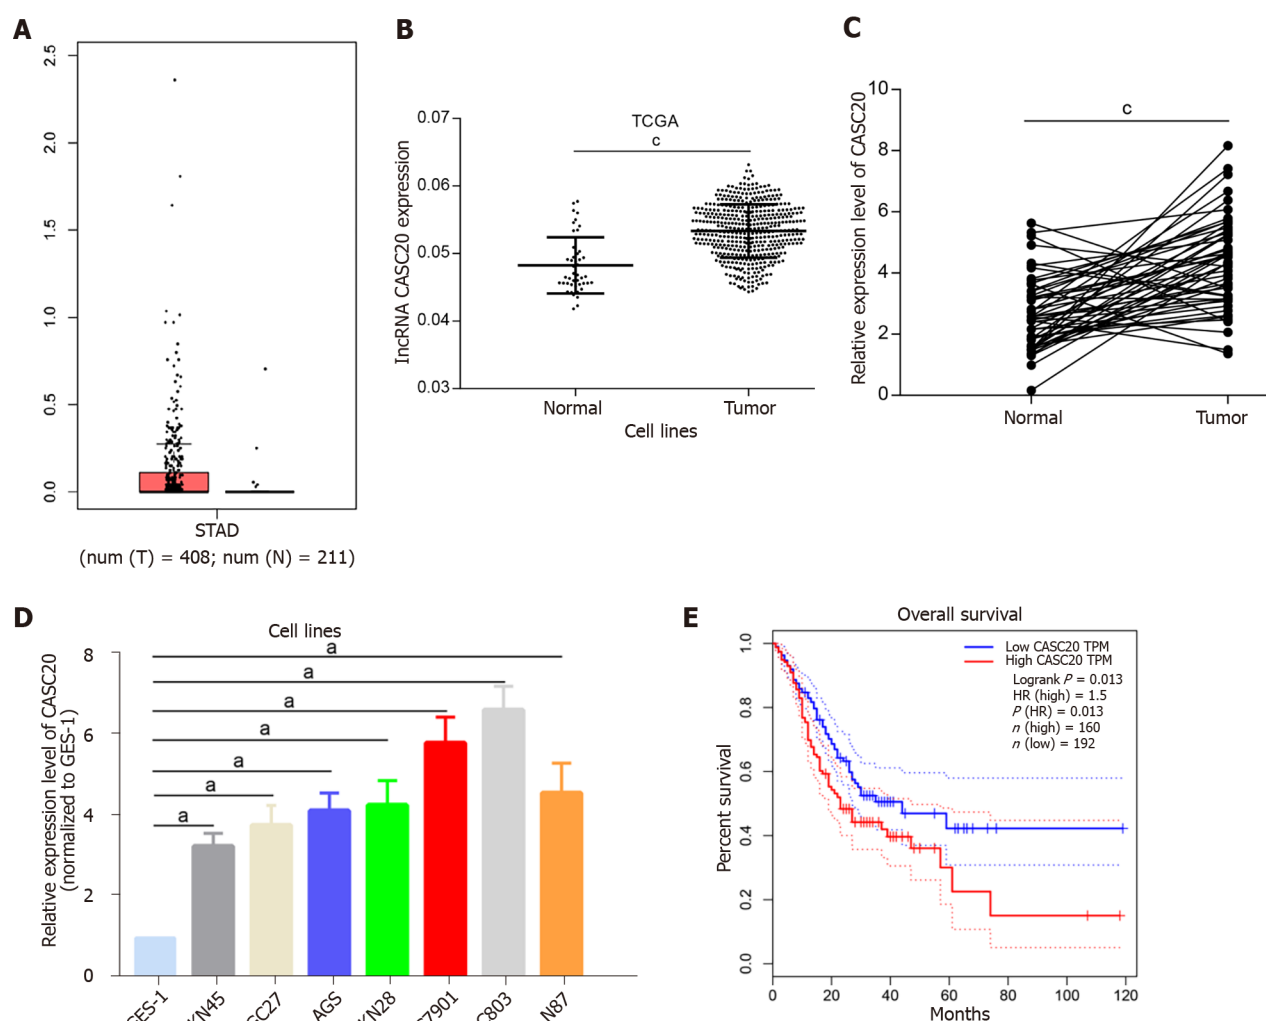 A
2.5
2.0
1.5
1.0
0.5
0.0
STAD
(num (T) = 408; num (N) = 211)
B
lncRNA CASC20 expression
0.07
0.06
0.05
0.04
0.03
TCGA
c
Normal Tumor
Cell lines
C
Relative expression level of CASC20
10
8
6
4
2
0
c
Normal Tumor
D
Cell lines
Relative expression level of CASC20
(normalized to GES-1)
8
6
4
2
0
a
a
a
a
a
a
a
AGS
N87
E
Overall survival
Percent survival
1.0
0.8
0.6
0.4
0.2
0.0
Low CASC20 TPM
High CASC20 TPM
Logrank P = 0.013
HR (high) = 1.5
P (HR) = 0.013
n (high) = 160
n (low) = 192
0 20 40 60 80 100 120
Months